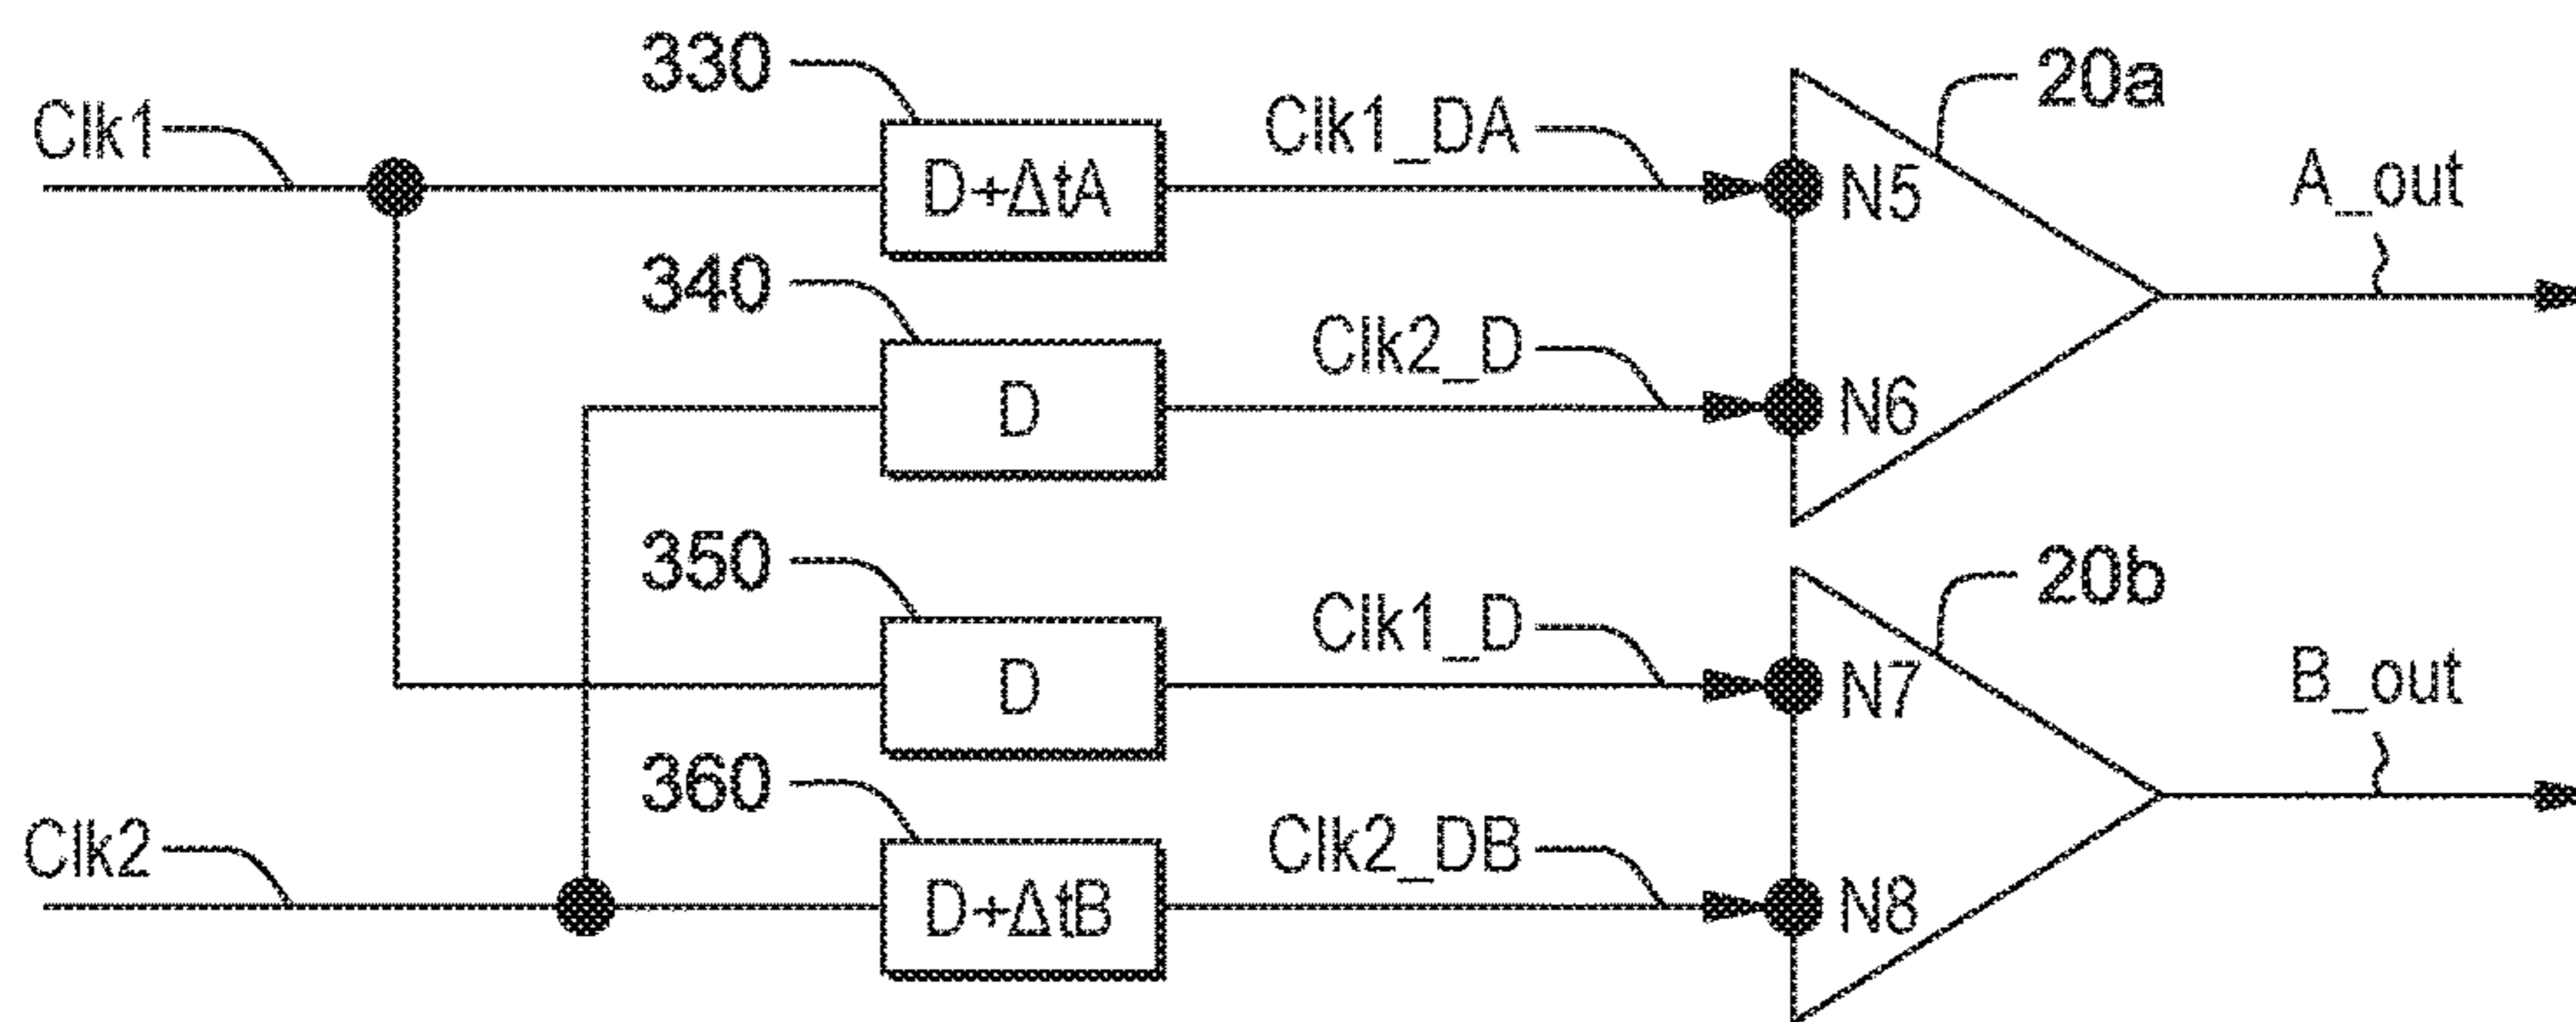 330
20a
Clk1
Clk1_DA
D+ΔtA
N5
A_out
340
Clk2_D
D
N6
350
20b
Clk1_D
D
N7
B_out
360
Clk2
Clk2_DB
D+ΔtB
N8